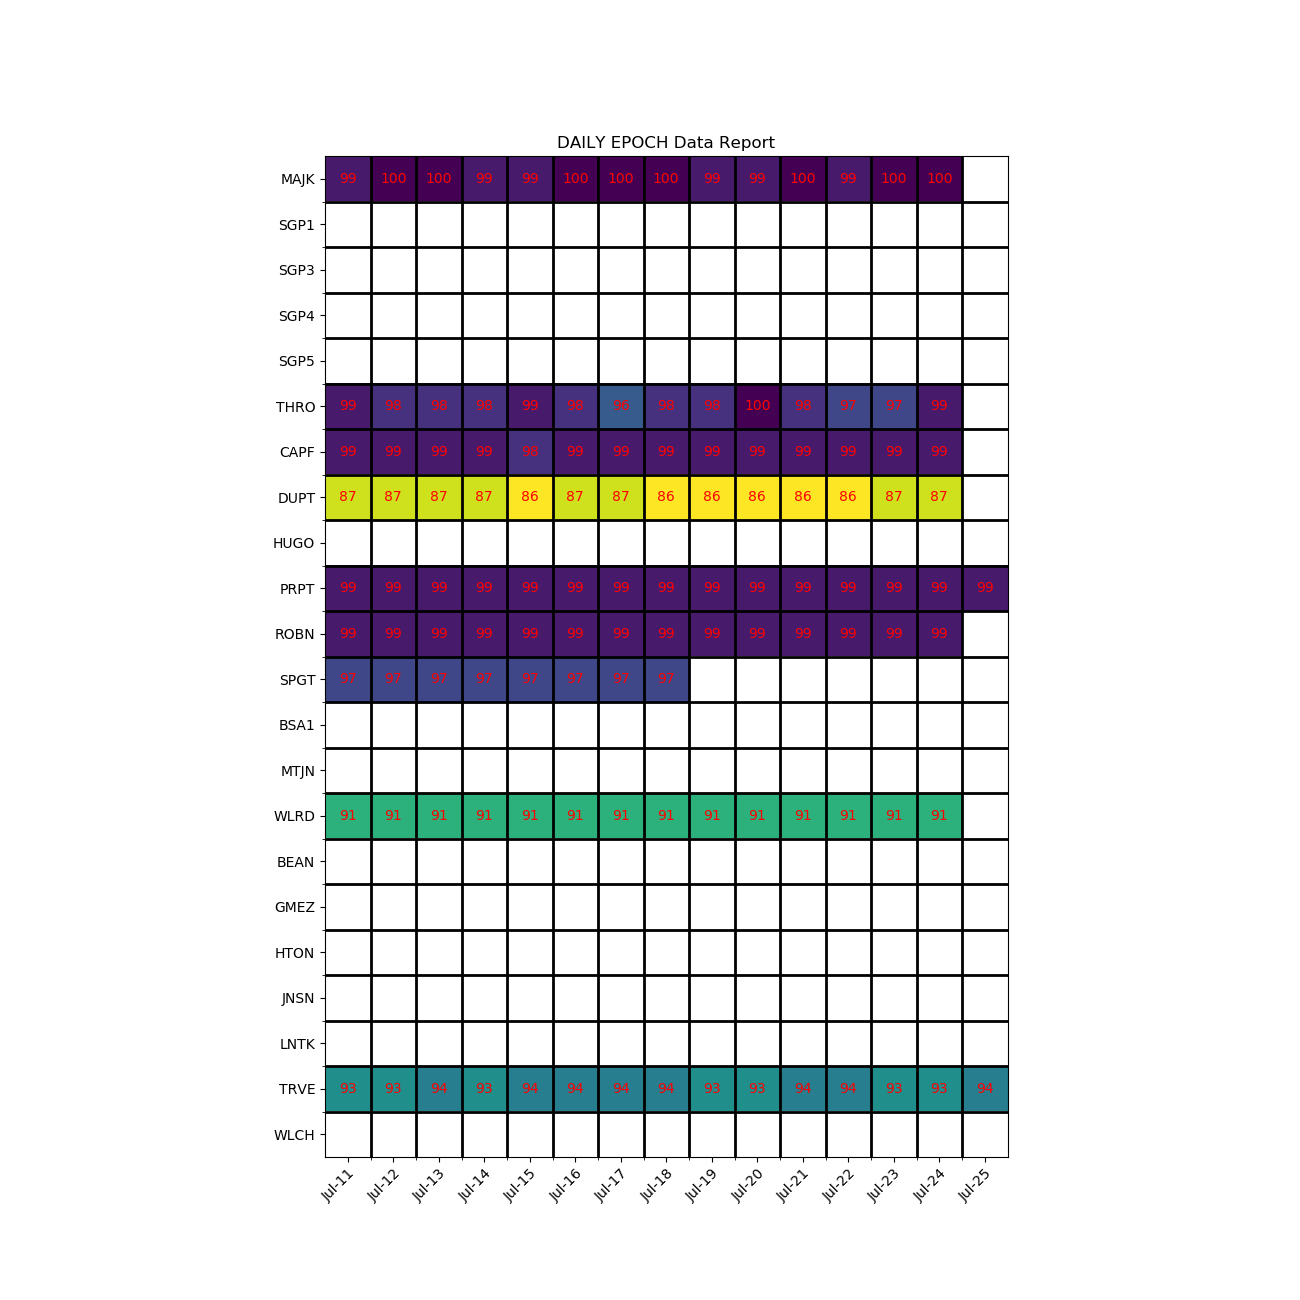 DAILY EPOCH Data Report
MAJK 99 100 100 99 99 100 100 100 99 99 100 99 100 100
SGP1
SGP3
SGP4
SGP5
THRO 99 98 98 98 99 98 96 98 98 100 98 97 97 99
CAPF 99 99 99 99 98 99 99 99 99 99 99 99 99 99
DUPT 87 87 87 87 86 87 87 86 86 86 86 86 87 87
HUGO
PRPT 99 99 99 99 99 99 99 99 99 99 99 99 99 99 99
ROBN 99 99 99 99 99 99 99 99 99 99 99 99 99 99
SPGT 97 97 97 97 97 97 97 97
BSA1
MTJN
WLRD 91 91 91 91 91 91 91 91 91 91 91 91 91 91
BEAN
GMEZ
HTON
JNSN
LNTK
TRVE 93 93 94 93 94 94 94 94 93 93 94 94 93 93 94
WLCH
Jul-11 Jul-12 Jul-13 Jul-14 Jul-15 Jul-16 Jul-17 Jul-18 Jul-19 Jul-20 Jul-21 Jul-22 Jul-23 Jul-24 Jul-25